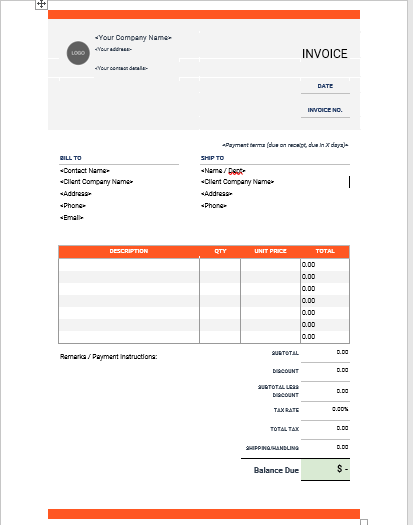 LOGO
<Your Company Name>
<Your address>
<Your contact details>
INVOICE
DATE
INVOICE NO.
<Payment terms (due on receipt, due in X days)>
BILL TO
SHIP TO
<Contact Name>
<Name / Dept>
<Client Company Name>
<Client Company Name>
<Address>
<Address>
<Phone>
<Phone>
<Email>
DESCRIPTION QTY UNIT PRICE TOTAL
0.00
0.00
0.00
0.00
0.00
0.00
0.00
Remarks / Payment Instructions:
SUBTOTAL 0.00
DISCOUNT 0.00
SUBTOTAL LESS
DISCOUNT 0.00
TAX RATE 0.00%
TOTAL TAX 0.00
SHIPPING/HANDLING 0.00
Balance Due $ -